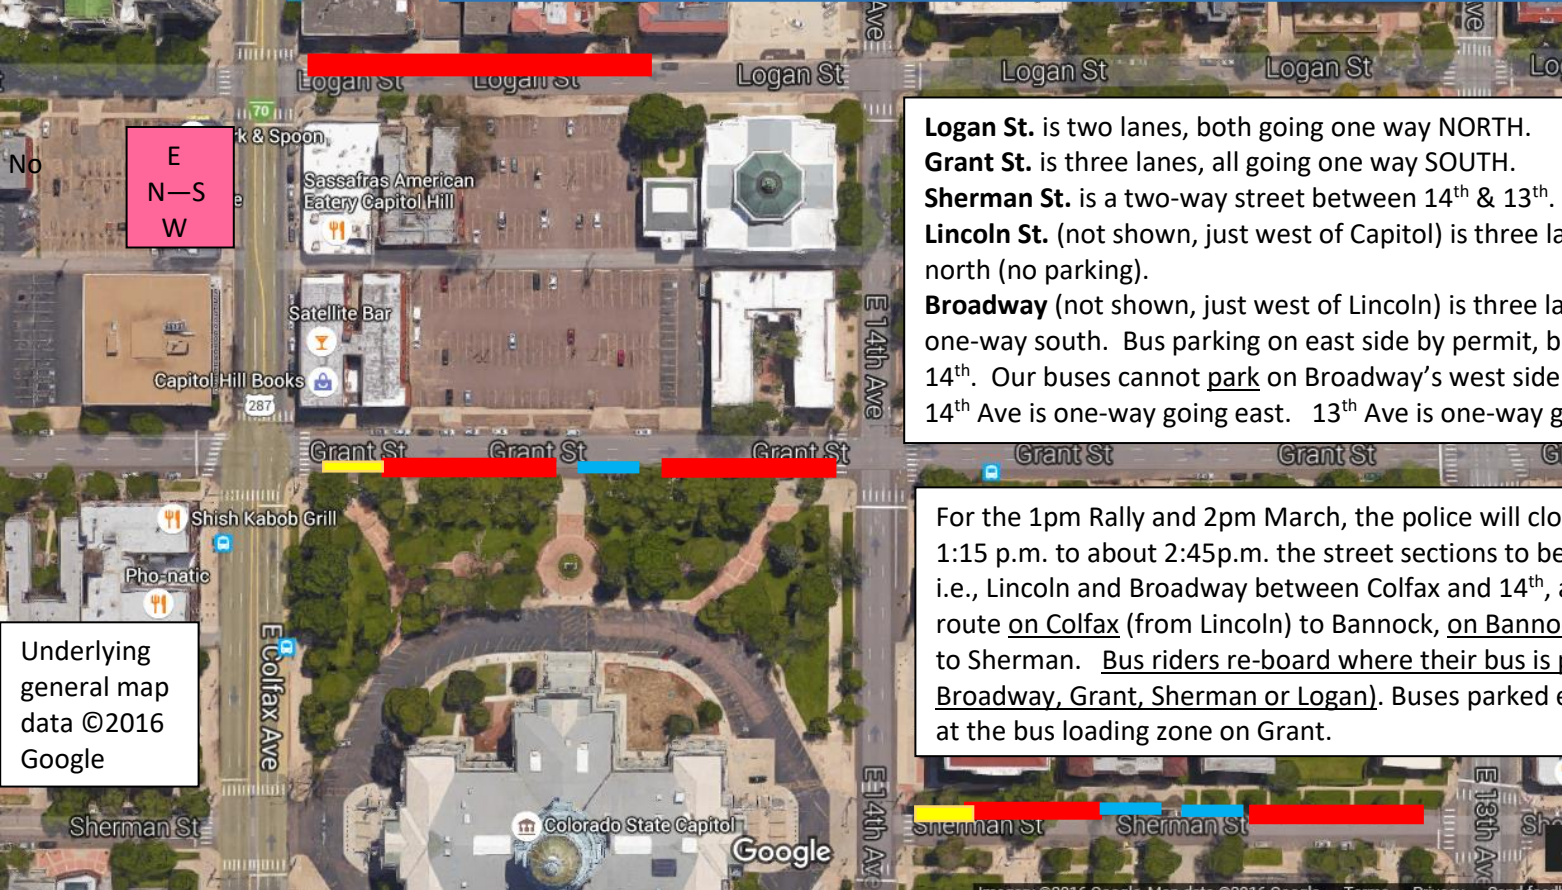 Ave
Ave
Logan St
Logan St
Logan St
Logan St
Logan St
70
k & Spoon
No
E
N—S
W
Sassafras American
Eatery Capitol Hill
Logan St. is two lanes, both going one way NORTH.
Grant St. is three lanes, all going one way SOUTH.
Sherman St. is a two-way street between 14th & 13th.
Lincoln St. (not shown, just west of Capitol) is three la
north (no parking).
Broadway (not shown, just west of Lincoln) is three la
one-way south. Bus parking on east side by permit, b
14th. Our buses cannot park on Broadway's west side
14th Ave is one-way going east. 13th Ave is one-way g
Satellite Bar
E 14th Ave
Capitol Hill Books
287
Grant St
Grant St
Grant St
Grant St
Grant St
Shish Kabob Grill
Pho-natic
For the 1pm Rally and 2pm March, the police will clo
1:15 p.m. to about 2:45p.m. the street sections to be
i.e., Lincoln and Broadway between Colfax and 14th, a
route on Colfax (from Lincoln) to Bannock, on Banno
to Sherman. Bus riders re-board where their bus is p
Broadway, Grant, Sherman or Logan). Buses parked e
at the bus loading zone on Grant.
Underlying
general map
data ©2016
Google
E Colfax Ave
Sherman St
Colorado State Capitol
Google
E 14th Av
Sherman St
Sherman St
E 13th Av